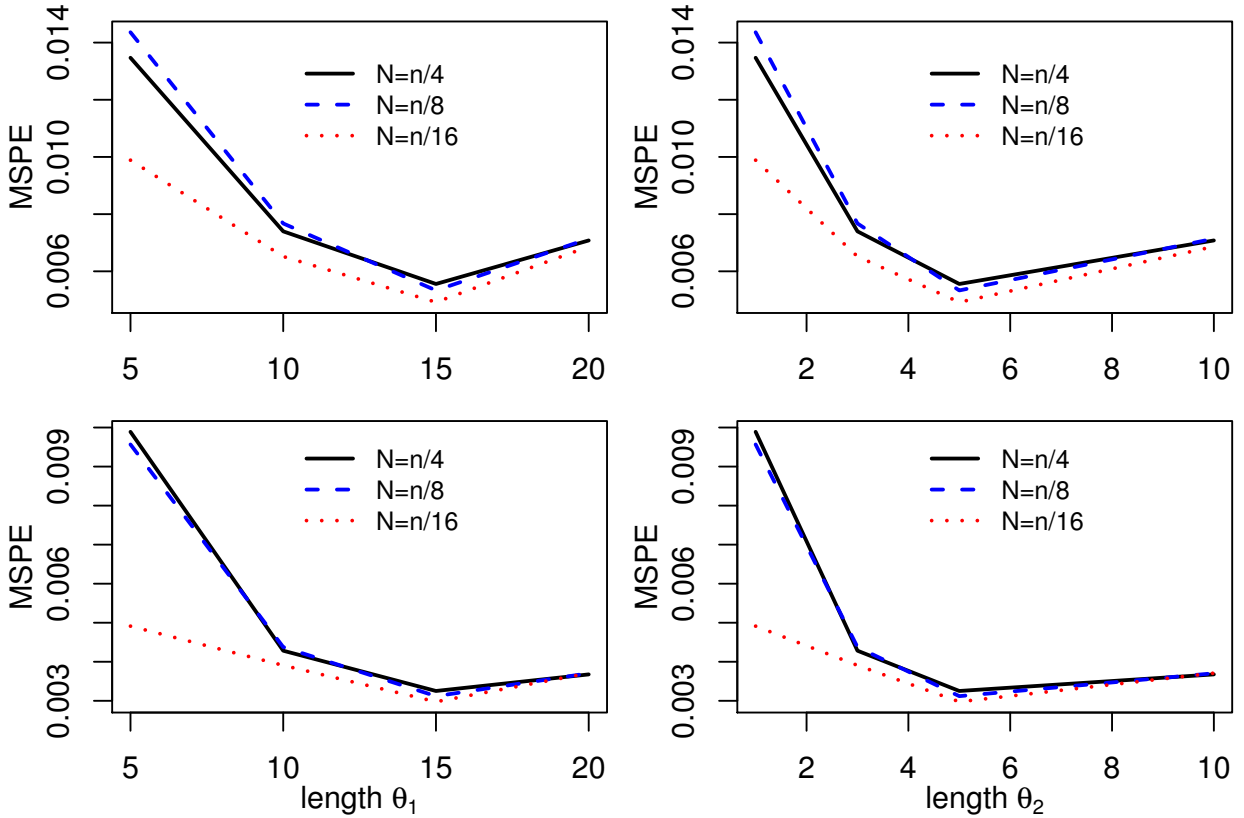 MSPE
0.006 0.010 0.014
N=n/4
N=n/8
N=n/16
5 10 15 20
MSPE
0.006 0.010 0.014
N=n/4
N=n/8
N=n/16
2 4 6 8 10
MSPE
0.003 0.006 0.009
N=n/4
N=n/8
N=n/16
5 10 15 20
length θ₁
MSPE
0.003 0.006 0.009
N=n/4
N=n/8
N=n/16
2 4 6 8 10
length θ₂